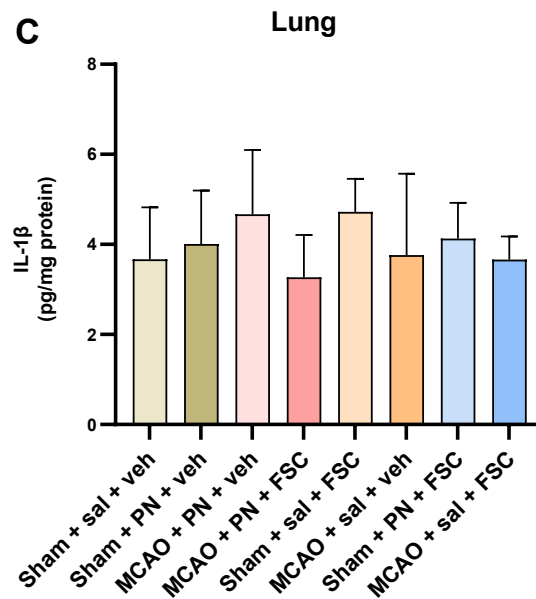 C
Lung
IL-1β
(pg/mg protein)
8
6
4
2
0
Sham + sal + veh
Sham + PN + veh
MCAO + PN + veh
MCAO + PN + FSC
Sham + sal + FSC
MCAO + sal + veh
Sham + PN + FSC
MCAO + sal + FSC